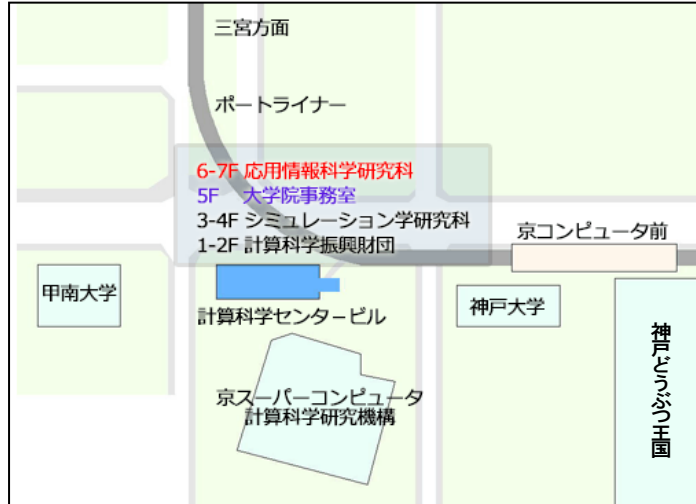 三宮方面
ポートライナー
6-7F 応用情報科学研究科
5F 大学院事務室
3-4F シミュレーション学研究科
1-2F 計算科学振興財団
京コンピュータ前
甲南大学
計算科学センタービル
神戸大学
京スーパーコンピュータ
計算科学研究機構
神戸どうぶつ王国